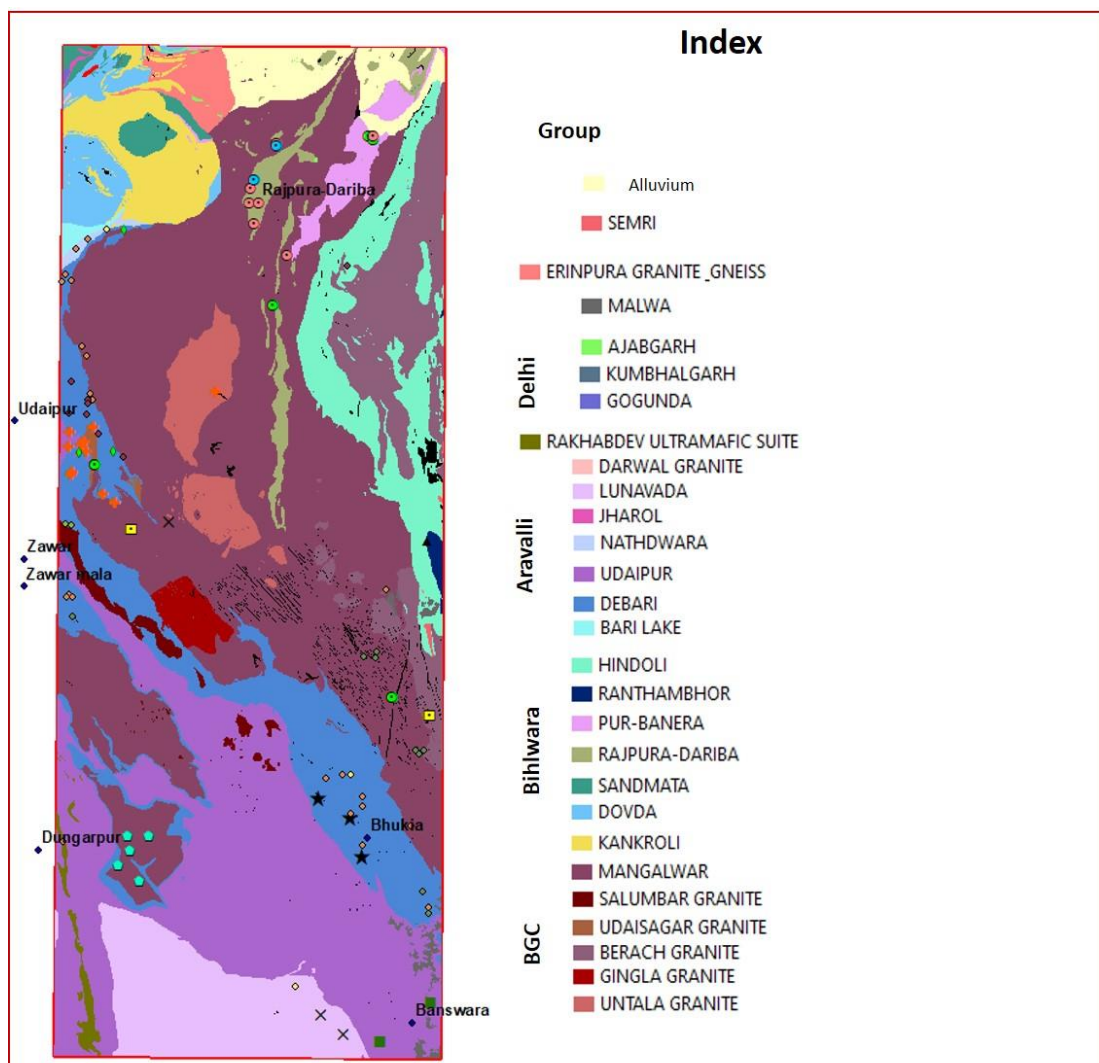 Index
Group
Alluvium
SEMRI
ERINPURA GRANITE_GNEISS
MALWA
Delhi
AJABGARH
KUMBHALGARH
GOGUNDA
RAKHABDEV ULTRAMAFIC SUITE
Aravalli
DARWAL GRANITE
LUNAVADA
JHAROL
NATHDWARA
UDAIPUR
DEBARI
BARI LAKE
Bihlwara
HINDOLI
RANTHAMBHOR
PUR-BANERA
RAJPURA-DARIBA
SANDMATA
DOVDA
KANKROLI
MANGALWAR
BGC
SALUMBAR GRANITE
UDAISAGAR GRANITE
BERACH GRANITE
GINGLA GRANITE
UNTALA GRANITE
Rajpura-Dariba
Udaipur
Zawar
Zawar mala
Dungarpur
Bhukia
Banswara